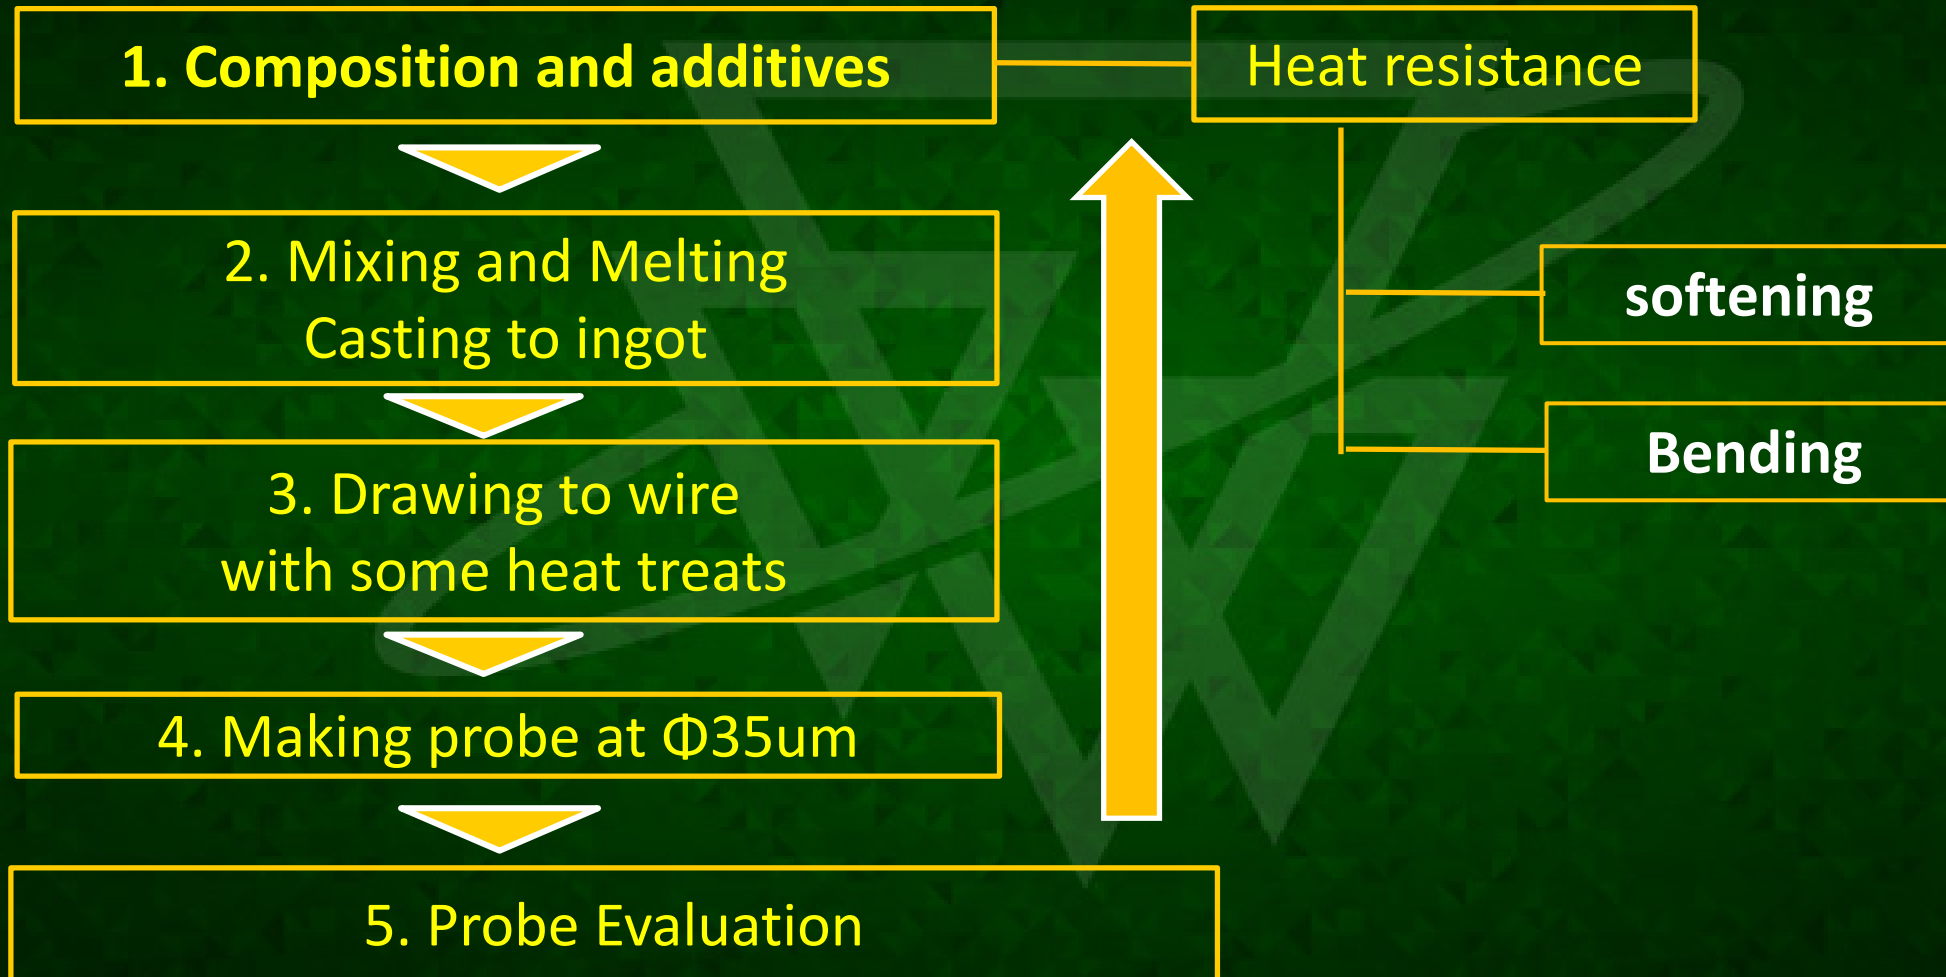 1. Composition and additives
Heat resistance
2. Mixing and Melting
Casting to ingot
softening
Bending
3. Drawing to wire
with some heat treats
4. Making probe at Φ35um
5. Probe Evaluation